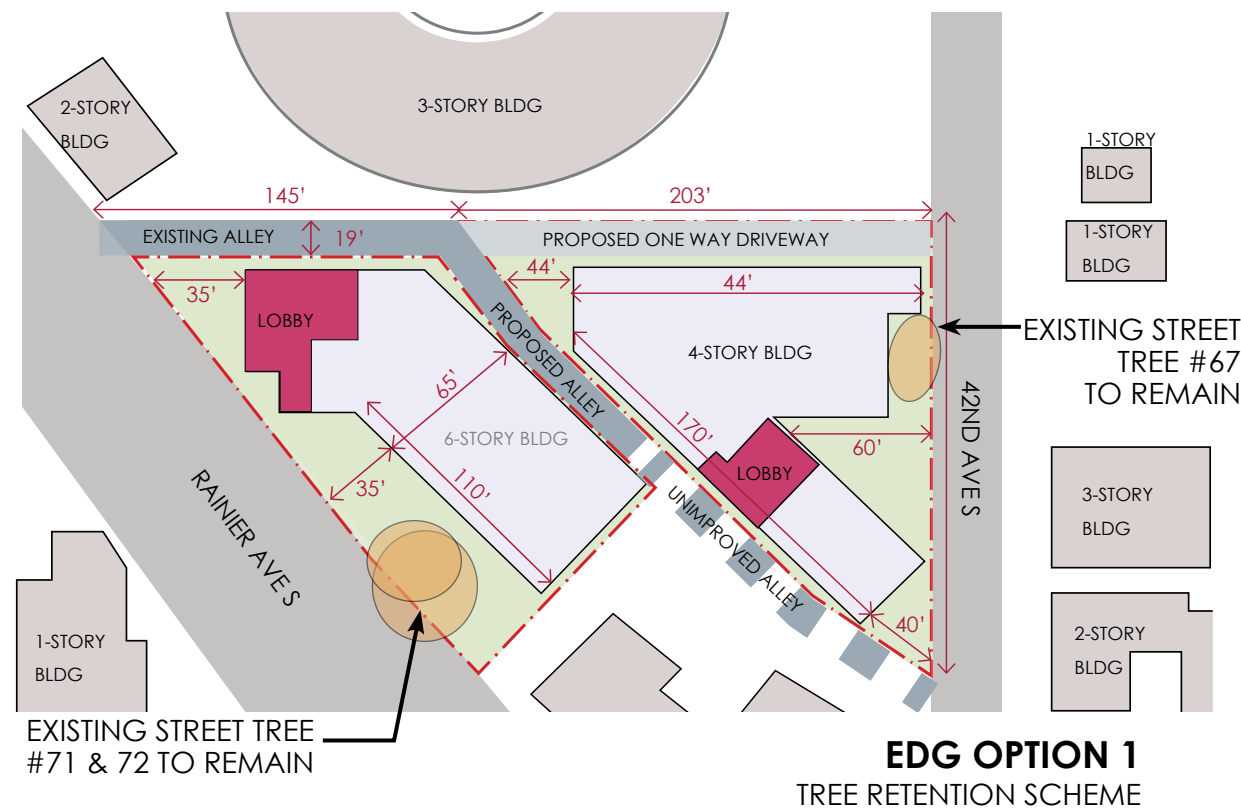 2-STORY
BLDG
3-STORY BLDG
1-STORY
BLDG
145'
203'
EXISTING ALLEY
19'
PROPOSED ONE WAY DRIVEWAY
1-STORY
BLDG
35'
44'
44'
LOBBY
PROPOSED ALLEY
4-STORY BLDG
EXISTING STREET
TREE #67
TO REMAIN
65'
6-STORY BLDG
170'
60'
42ND AVE S
LOBBY
35'
110'
UNIMPROVED ALLEY
RAINIER AVE S
3-STORY
BLDG
40'
1-STORY
BLDG
2-STORY
BLDG
EXISTING STREET TREE
#71 & 72 TO REMAIN
EDG OPTION 1
TREE RETENTION SCHEME